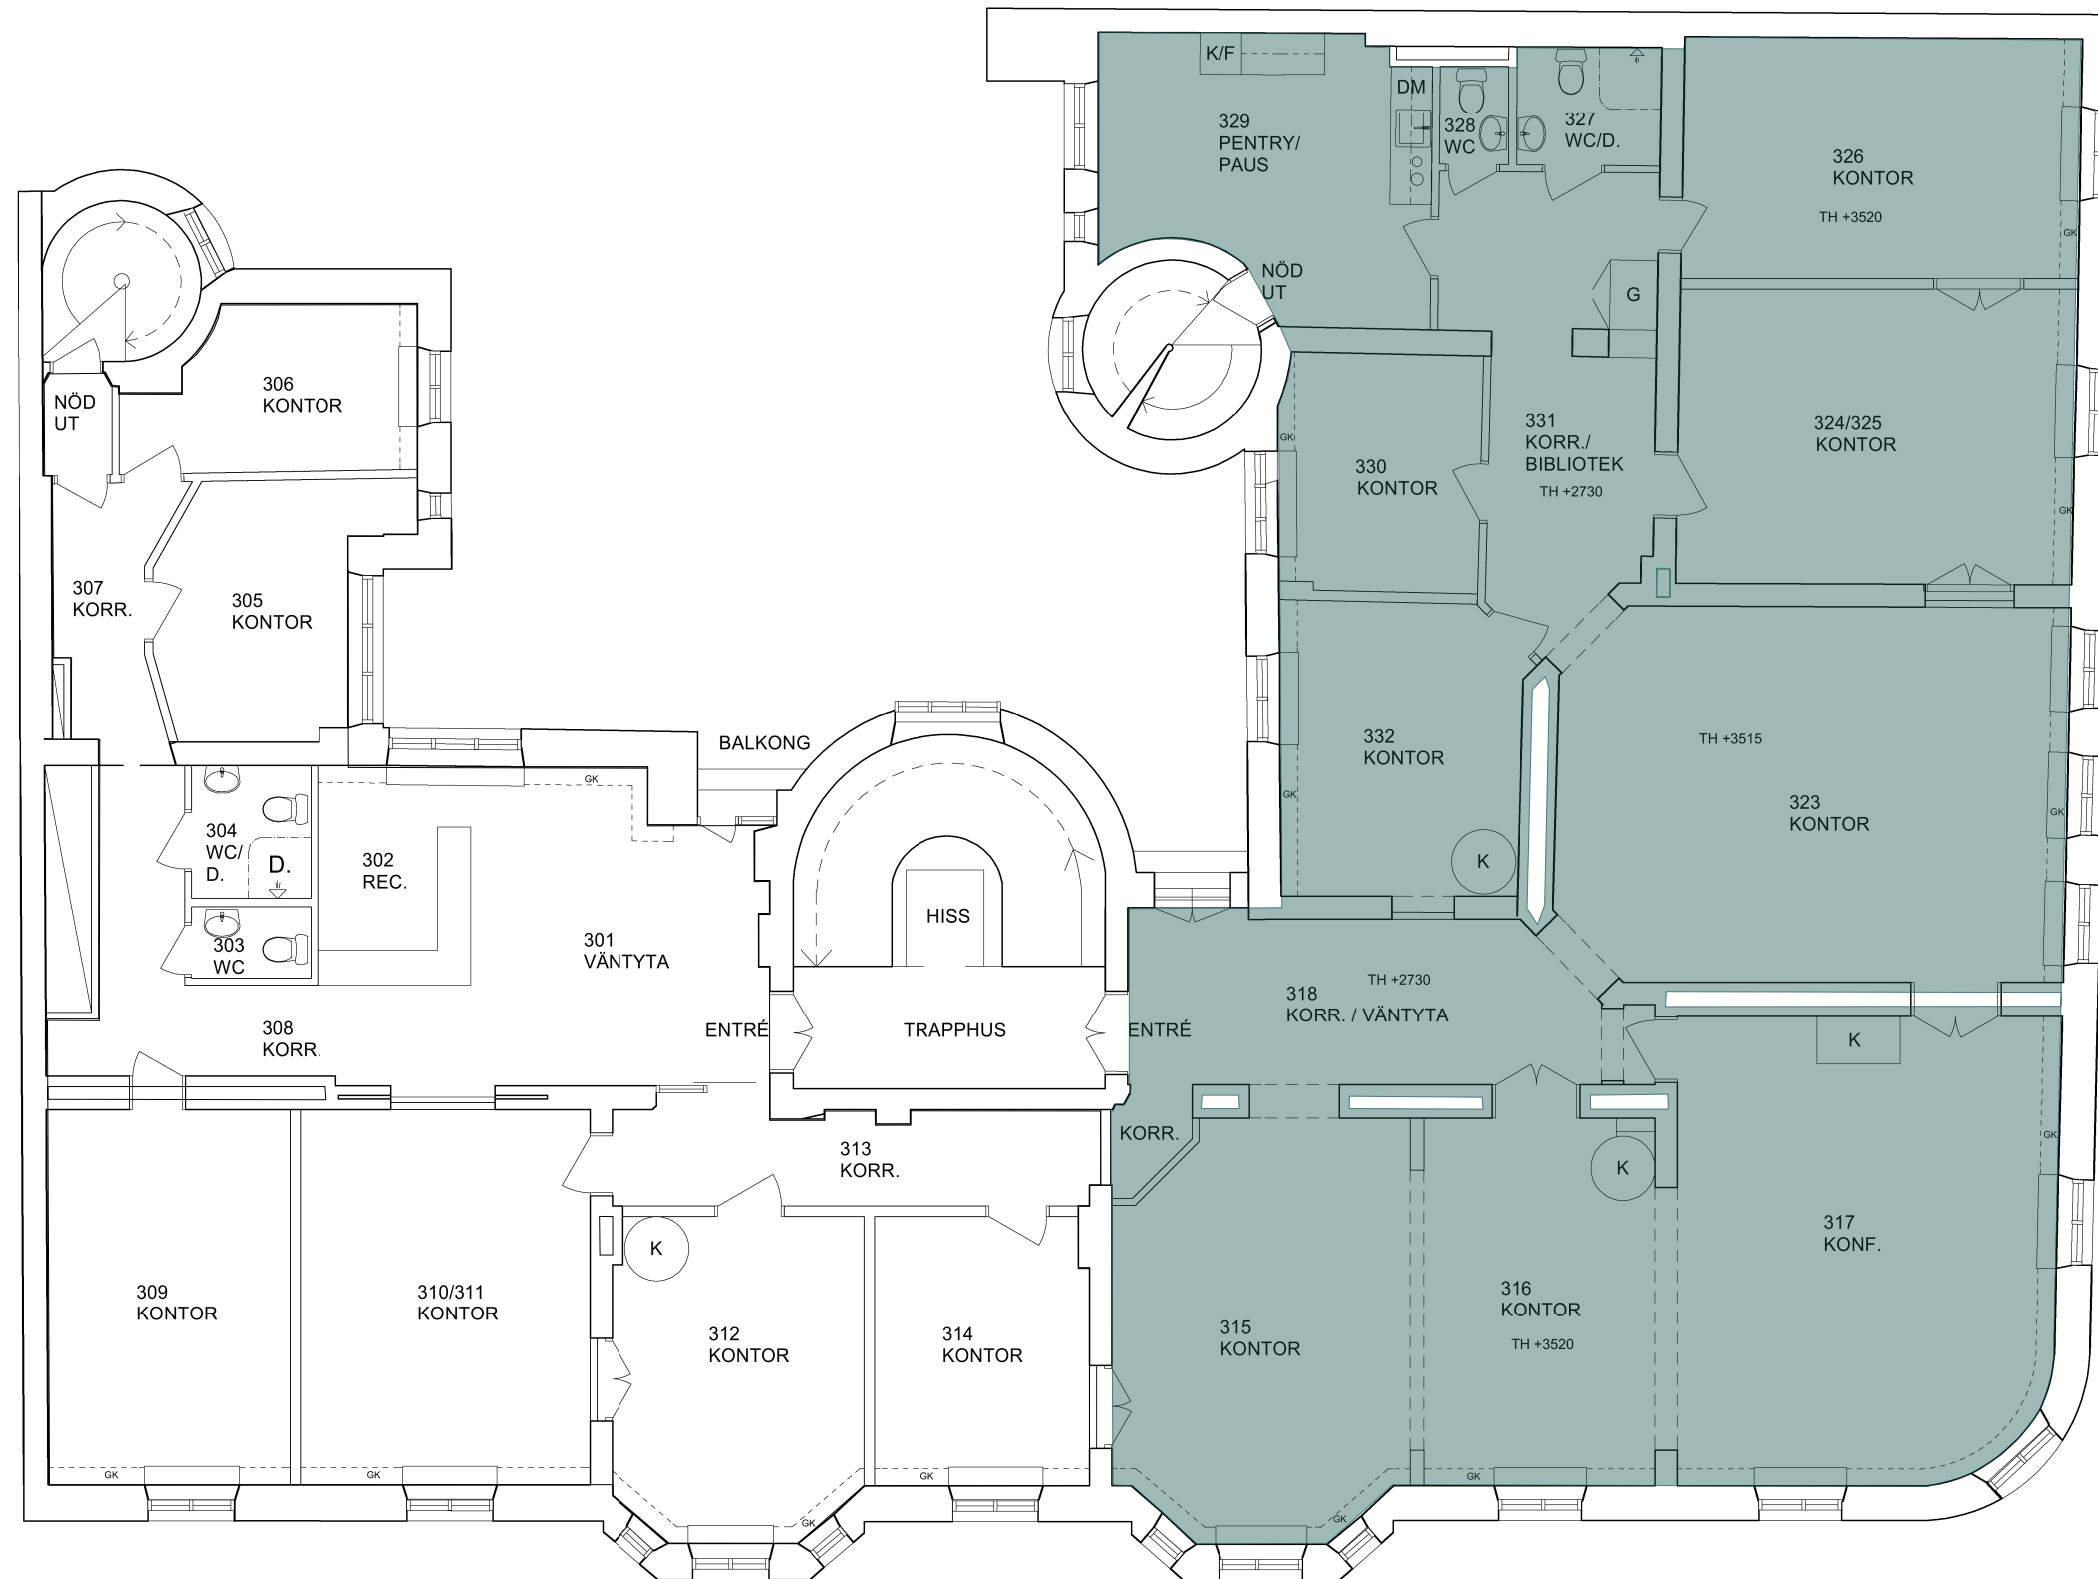 K/F
DM
329
PENTRY/
PAUS
328
WC
327
WC/D.
326
KONTOR
TH +3520
GK
NÖD
UT
G
306
KONTOR
NÖD
UT
331
KORR./
BIBLIOTEK
TH +2730
324/325
KONTOR
GK
GK
330
KONTOR
307
KORR.
305
KONTOR
332
KONTOR
GK
TH +3515
323
KONTOR
GK
BALKONG
GK
304
WC/
D.
D.
302
REC.
K
HISS
303
WC
301
VÄNTYTA
318
KORR. / VÄNTYTA
TH +2730
308
KORR.
ENTRÉ
TRAPPHUS
ENTRÉ
K
KORR.
313
KORR.
GK
K
317
KONF.
K
309
KONTOR
310/311
KONTOR
312
KONTOR
314
KONTOR
315
KONTOR
316
KONTOR
TH +3520
GK
GK
GK
GK
GK
GK